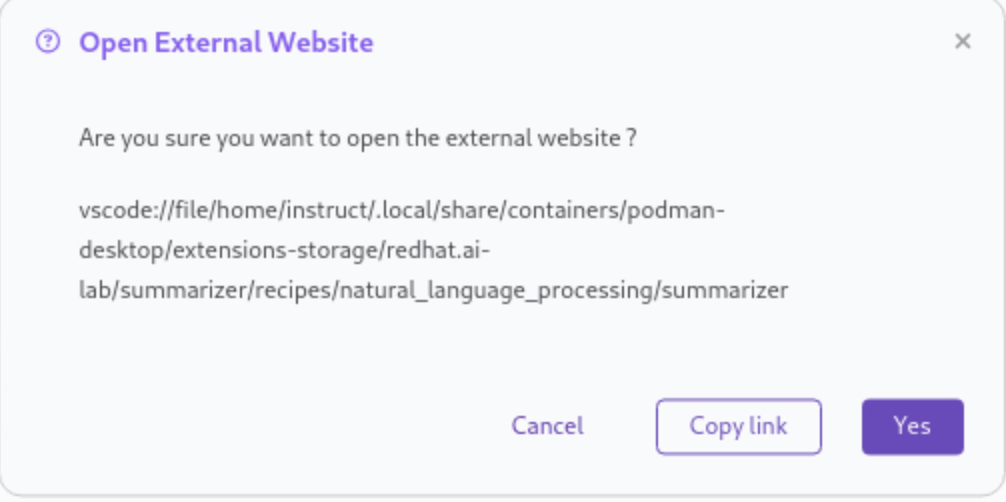 Open External Website
Are you sure you want to open the external website ?
vscode://file/home/instruct/.local/share/containers/podman-
desktop/extensions-storage/redhat.ai-
lab/summarizer/recipes/natural_language_processing/summarizer
Cancel
Copy link
Yes